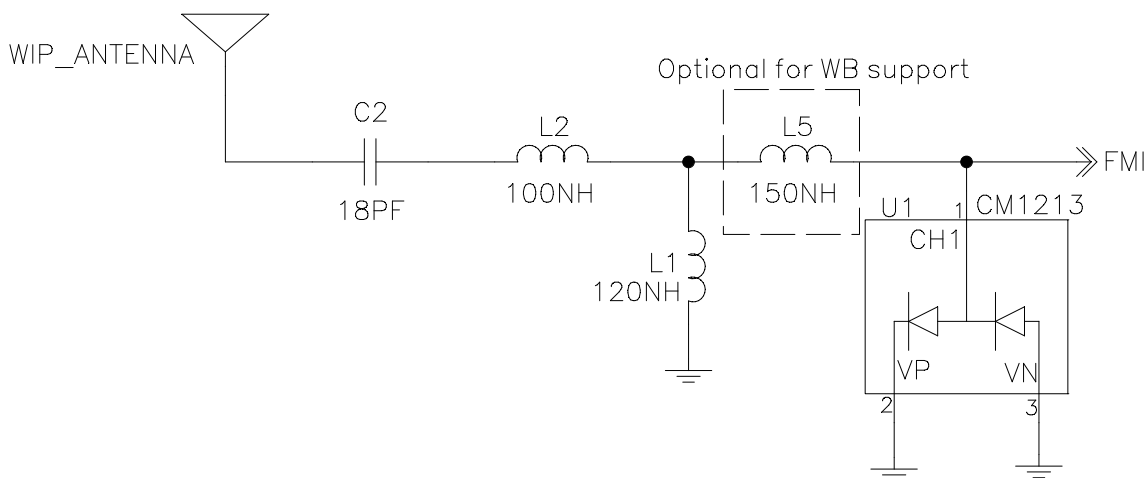 WIP_ANTENNA
Optional for WB support
C2
18PF
L2
100NH
L5
150NH
FMI
L1
120NH
U1
1
CM1213
CH1
VP
VN
2
3